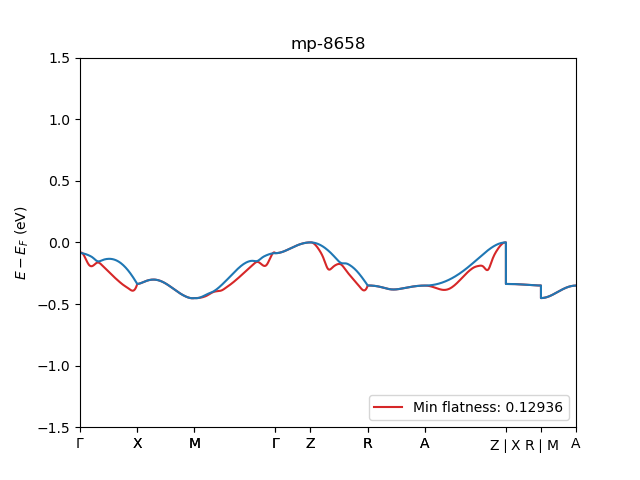 mp-8658
E − E_F (eV)
1.5
1.0
0.5
0.0
−0.5
−1.0
−1.5
Min flatness: 0.12936
Γ X M Γ Z R A Z | X R | M A